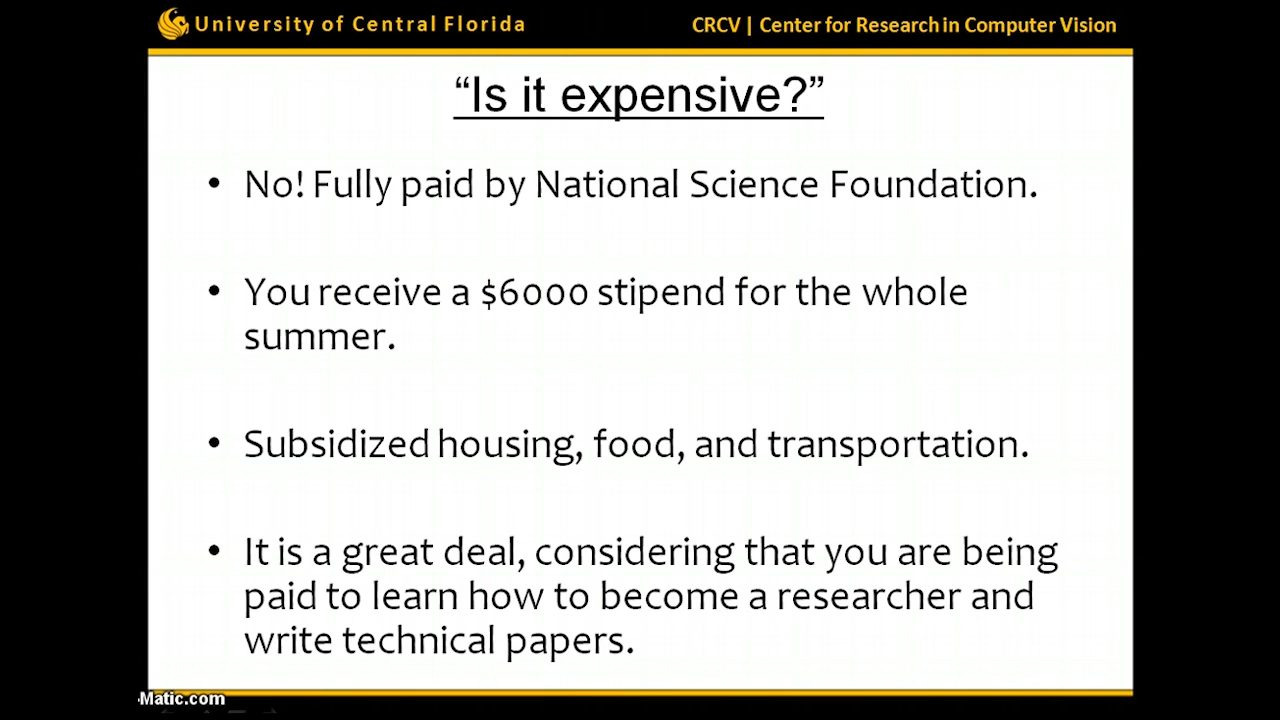 University of Central Florida
CRCV | Center for Research in Computer Vision
“Is it expensive?”
• No! Fully paid by National Science Foundation.
• You receive a $6000 stipend for the whole
summer.
• Subsidized housing, food, and transportation.
• It is a great deal, considering that you are being
paid to learn how to become a researcher and
write technical papers.
-Matic.com